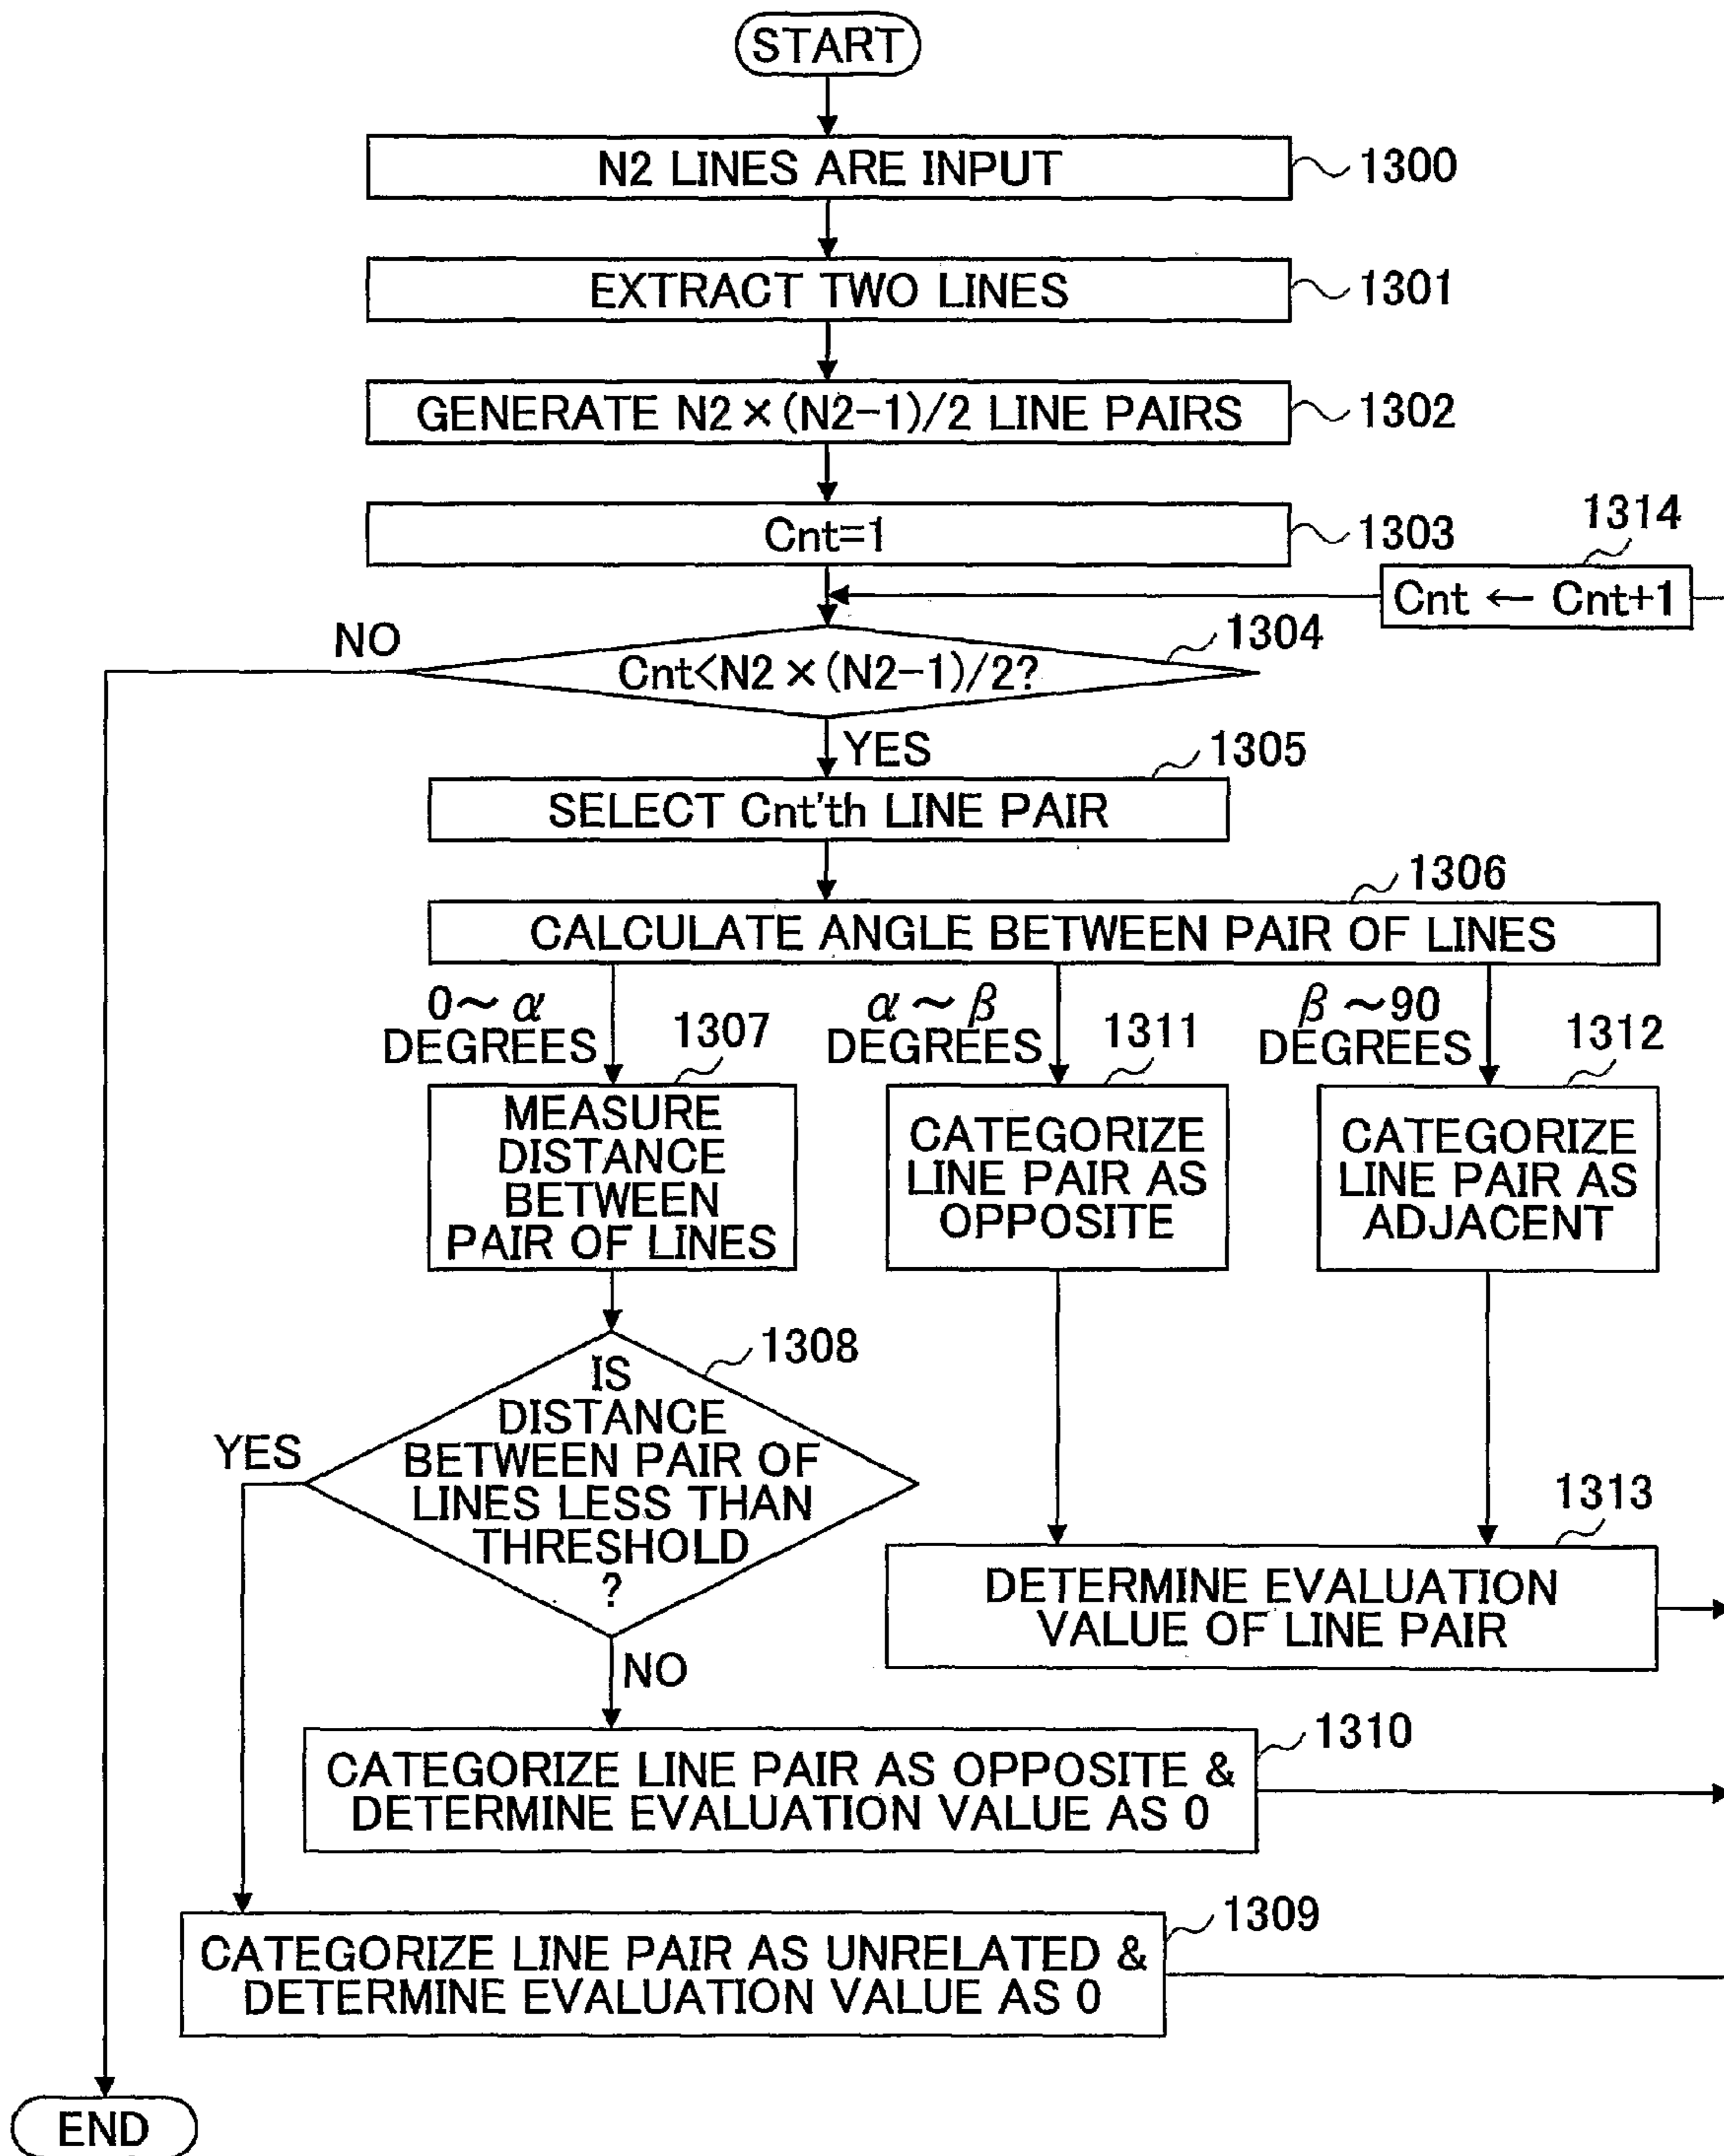 START
N2 LINES ARE INPUT
1300
EXTRACT TWO LINES
1301
GENERATE N2×(N2-1)/2 LINE PAIRS
1302
Cnt=1
1303
1314
Cnt ← Cnt+1
NO
1304
Cnt<N2×(N2-1)/2?
YES
1305
SELECT Cnt'th LINE PAIR
1306
CALCULATE ANGLE BETWEEN PAIR OF LINES
0~α
DEGREES
1307
α~β
DEGREES
1311
β~90
DEGREES
1312
MEASURE
DISTANCE
BETWEEN
PAIR OF LINES
CATEGORIZE
LINE PAIR AS
OPPOSITE
CATEGORIZE
LINE PAIR AS
ADJACENT
1308
IS
DISTANCE
BETWEEN PAIR OF
LINES LESS THAN
THRESHOLD
?
YES
1313
DETERMINE EVALUATION
VALUE OF LINE PAIR
NO
1310
CATEGORIZE LINE PAIR AS OPPOSITE &
DETERMINE EVALUATION VALUE AS 0
1309
CATEGORIZE LINE PAIR AS UNRELATED &
DETERMINE EVALUATION VALUE AS 0
END